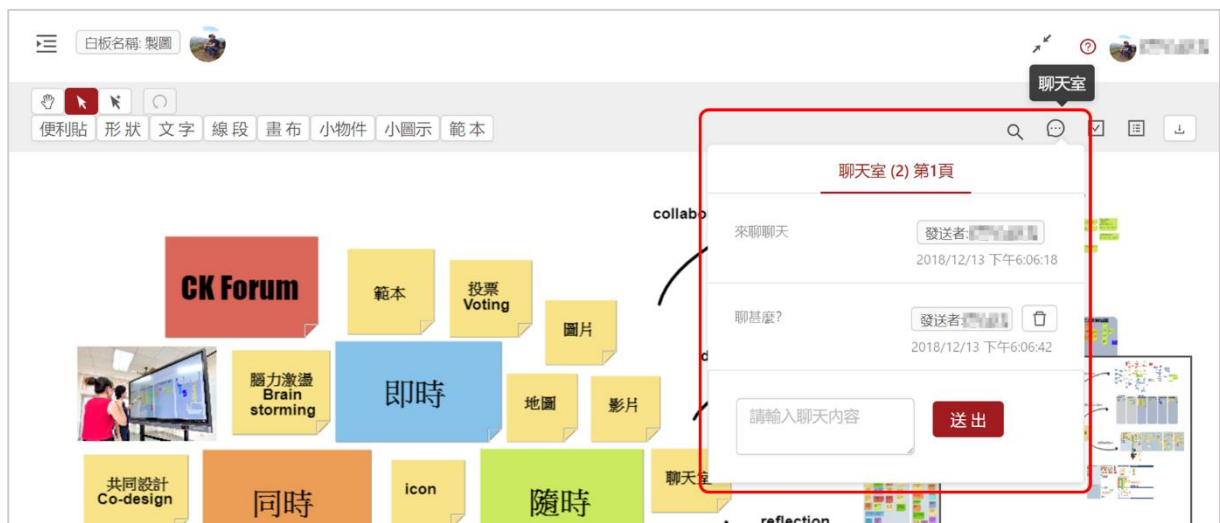 白板名稱: 製圖
聊天室
便利貼 形狀 文字 線段 畫布 小物件 小圖示 範本
聊天室 (2) 第1頁
來聊聊天
發送者:
2018/12/13 下午6:06:18
聊甚麼?
發送者:
2018/12/13 下午6:06:42
請輸入聊天內容
送出
collabo
CK Forum
範本
投票
Voting
圖片
腦力激盪
Brain
storming
即時
地圖
影片
共同設計
Co-design
同時
icon
隨時
聊天室
reflection